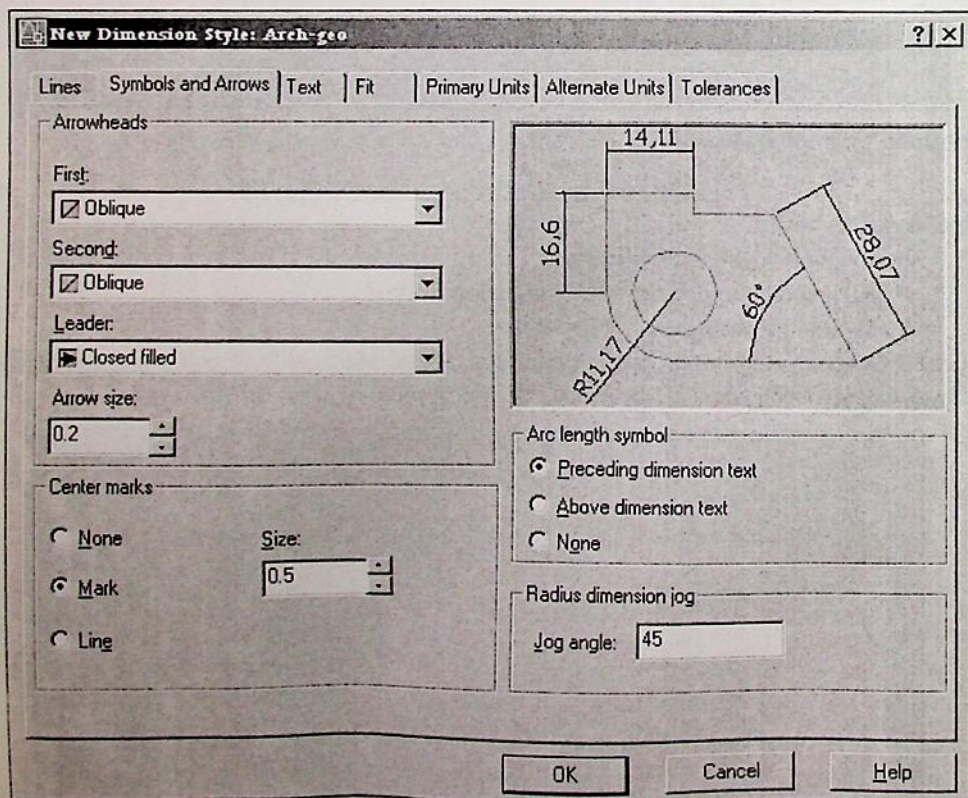 New Dimension Style: Arch-geo
Lines Symbols and Arrows Text Fit Primary Units Alternate Units Tolerances
Arrowheads
First:
Oblique
Second:
Oblique
Leader:
Closed filled
Arrow size:
0.2
Center marks
None
Mark
Line
Size:
0.5
14,11
16,6
28,07
60°
R11,17
Arc length symbol
Preceding dimension text
Above dimension text
None
Radius dimension jog
Jog angle: 45
OK Cancel Help